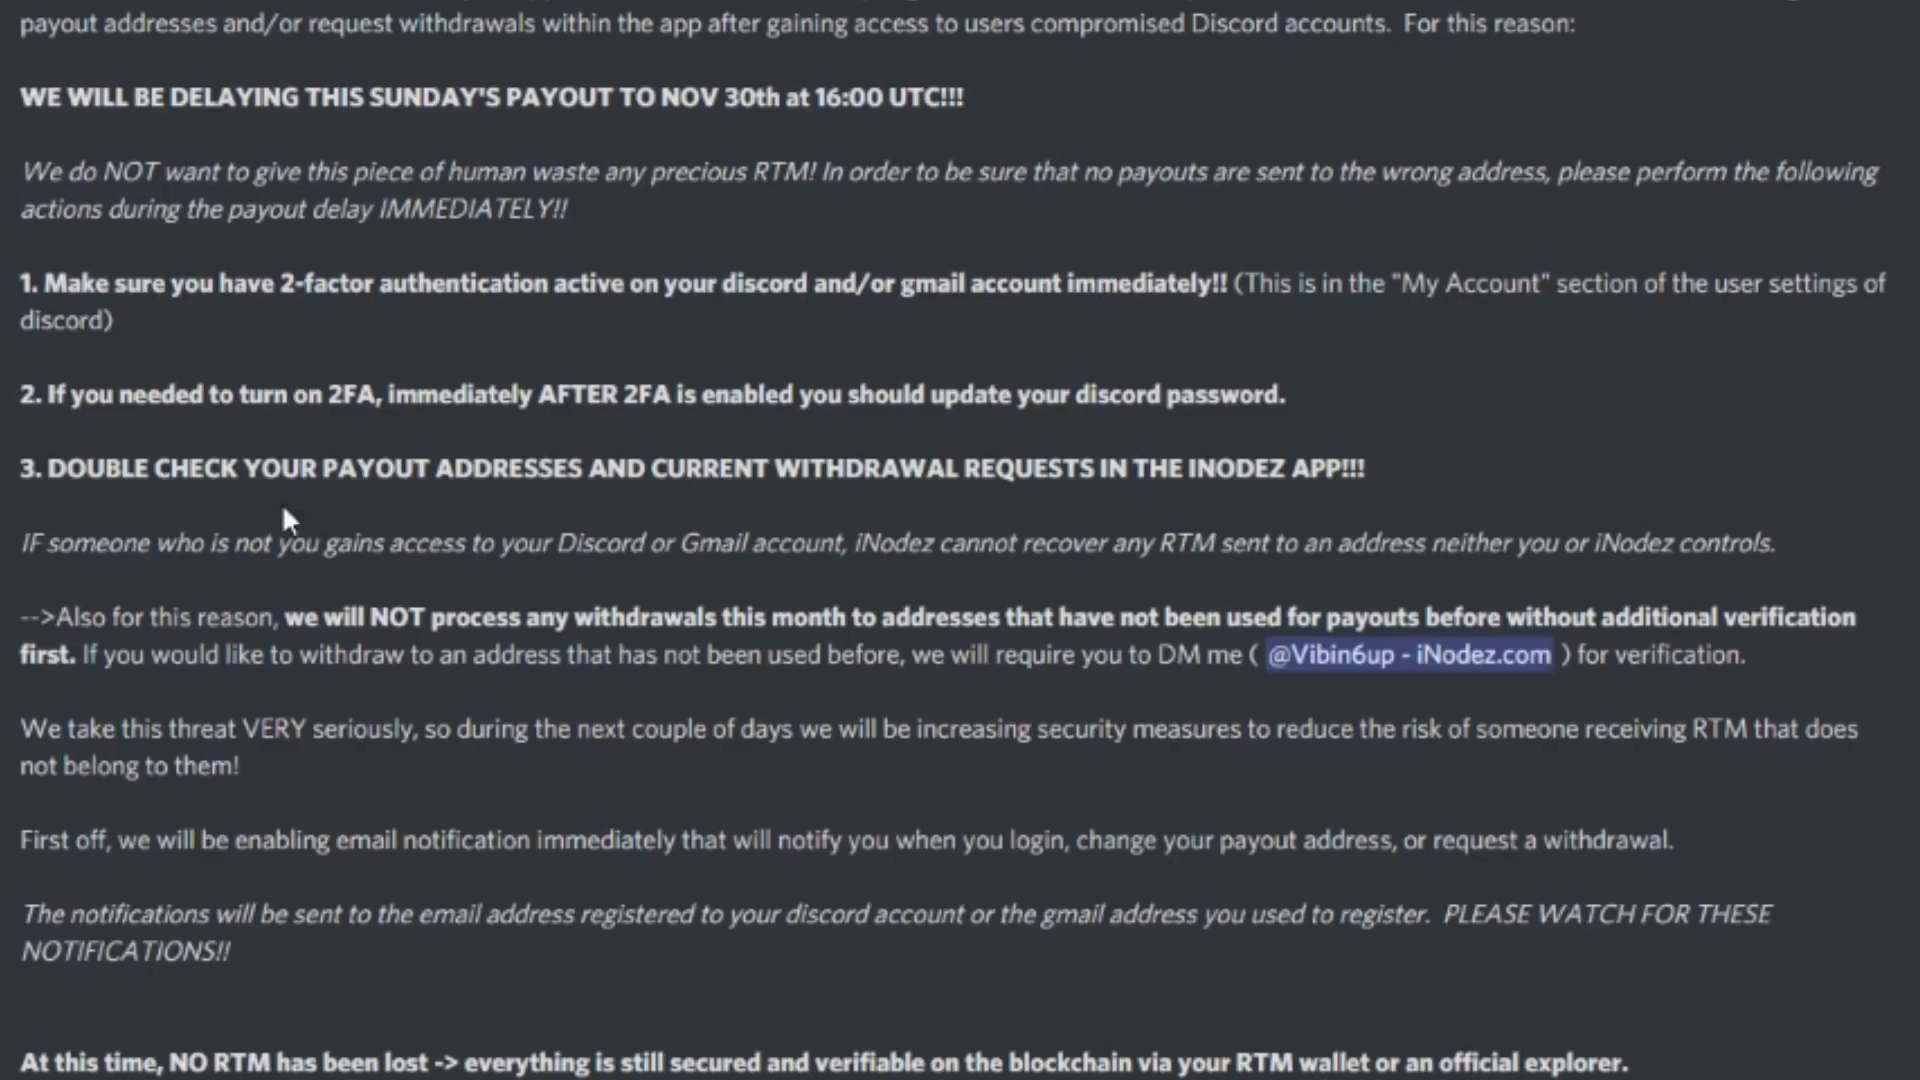 payout addresses and/or request withdrawals within the app after gaining access to users compromised Discord accounts. For this reason:
WE WILL BE DELAYING THIS SUNDAY'S PAYOUT TO NOV 30th at 16:00 UTC!!!
We do NOT want to give this piece of human waste any precious RTM! In order to be sure that no payouts are sent to the wrong address, please perform the following
actions during the payout delay IMMEDIATELY!!
1. Make sure you have 2-factor authentication active on your discord and/or gmail account immediately!! (This is in the "My Account" section of the user settings of
discord)
2. If you needed to turn on 2FA, immediately AFTER 2FA is enabled you should update your discord password.
3. DOUBLE CHECK YOUR PAYOUT ADDRESSES AND CURRENT WITHDRAWAL REQUESTS IN THE INODEZ APP!!!
IF someone who is not you gains access to your Discord or Gmail account, iNodez cannot recover any RTM sent to an address neither you or iNodez controls.
-->Also for this reason, we will NOT process any withdrawals this month to addresses that have not been used for payouts before without additional verification
first. If you would like to withdraw to an address that has not been used before, we will require you to DM me ( @Vibin6up - iNodez.com ) for verification.
We take this threat VERY seriously, so during the next couple of days we will be increasing security measures to reduce the risk of someone receiving RTM that does
not belong to them!
First off, we will be enabling email notification immediately that will notify you when you login, change your payout address, or request a withdrawal.
The notifications will be sent to the email address registered to your discord account or the gmail address you used to register. PLEASE WATCH FOR THESE
NOTIFICATIONS!!
At this time, NO RTM has been lost -> everything is still secured and verifiable on the blockchain via your RTM wallet or an official explorer.